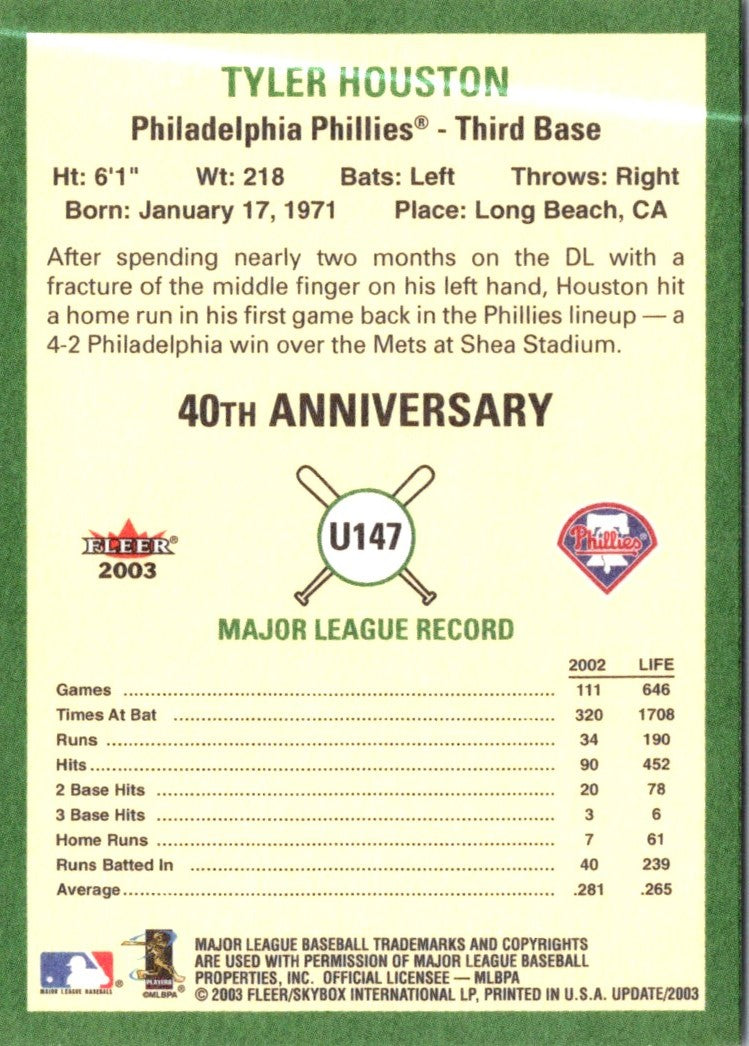 TYLER HOUSTON
Philadelphia Phillies® - Third Base
Ht: 6'1" Wt: 218 Bats: Left Throws: Right
Born: January 17, 1971 Place: Long Beach, CA
After spending nearly two months on the DL with a
fracture of the middle finger on his left hand, Houston hit
a home run in his first game back in the Phillies lineup — a
4-2 Philadelphia win over the Mets at Shea Stadium.
40TH ANNIVERSARY
FLEER®
2003
U147
Phillies
MAJOR LEAGUE RECORD
2002 LIFE
Games 111 646
Times At Bat 320 1708
Runs 34 190
Hits 90 452
2 Base Hits 20 78
3 Base Hits 3 6
Home Runs 7 61
Runs Batted In 40 239
Average .281 .265
MAJOR LEAGUE BASEBALL®
PLAYERS
©MLBPA
MAJOR LEAGUE BASEBALL TRADEMARKS AND COPYRIGHTS
ARE USED WITH PERMISSION OF MAJOR LEAGUE BASEBALL
PROPERTIES, INC. OFFICIAL LICENSEE — MLBPA
© 2003 FLEER/SKYBOX INTERNATIONAL LP, PRINTED IN U.S.A. UPDATE/2003